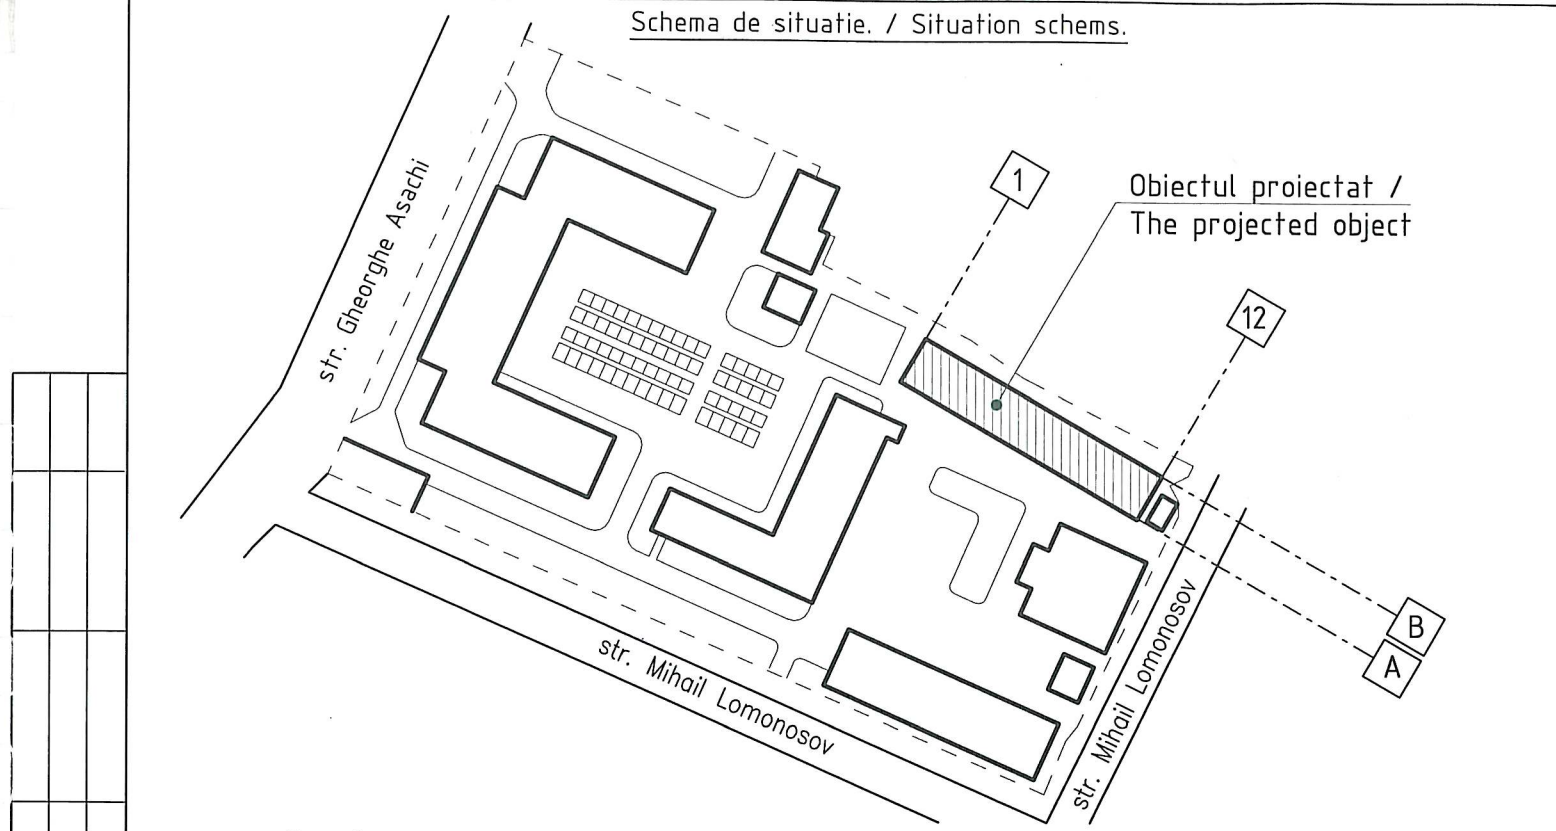 Schema de situatie. / Situation schems.
1
Obiectul proiectat /
The projected object
12
str. Gheorghe Asachi
B
A
str. Mihail Lomonosov
str. Mihail Lomonosov